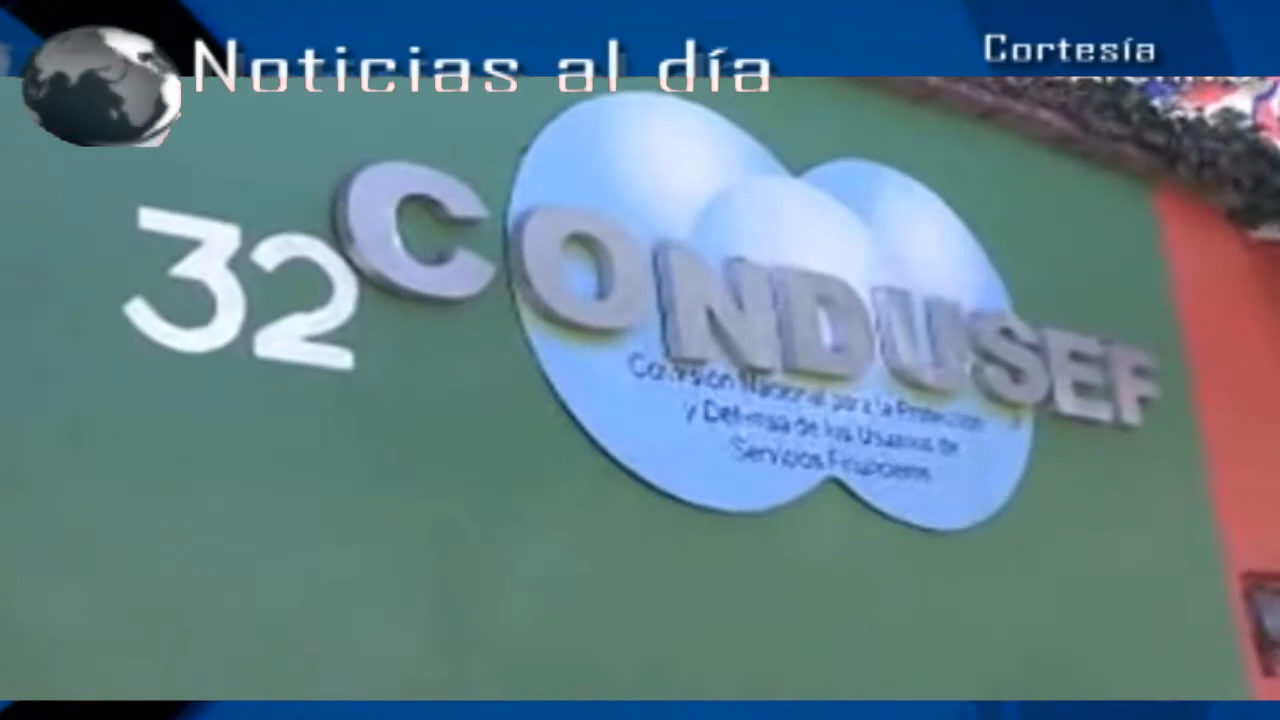 Noticias al día
Cortesía
32
CONDUSEF
Comisión Nacional para la Protección
y Defensa de los Usuarios de
Servicios Financieros